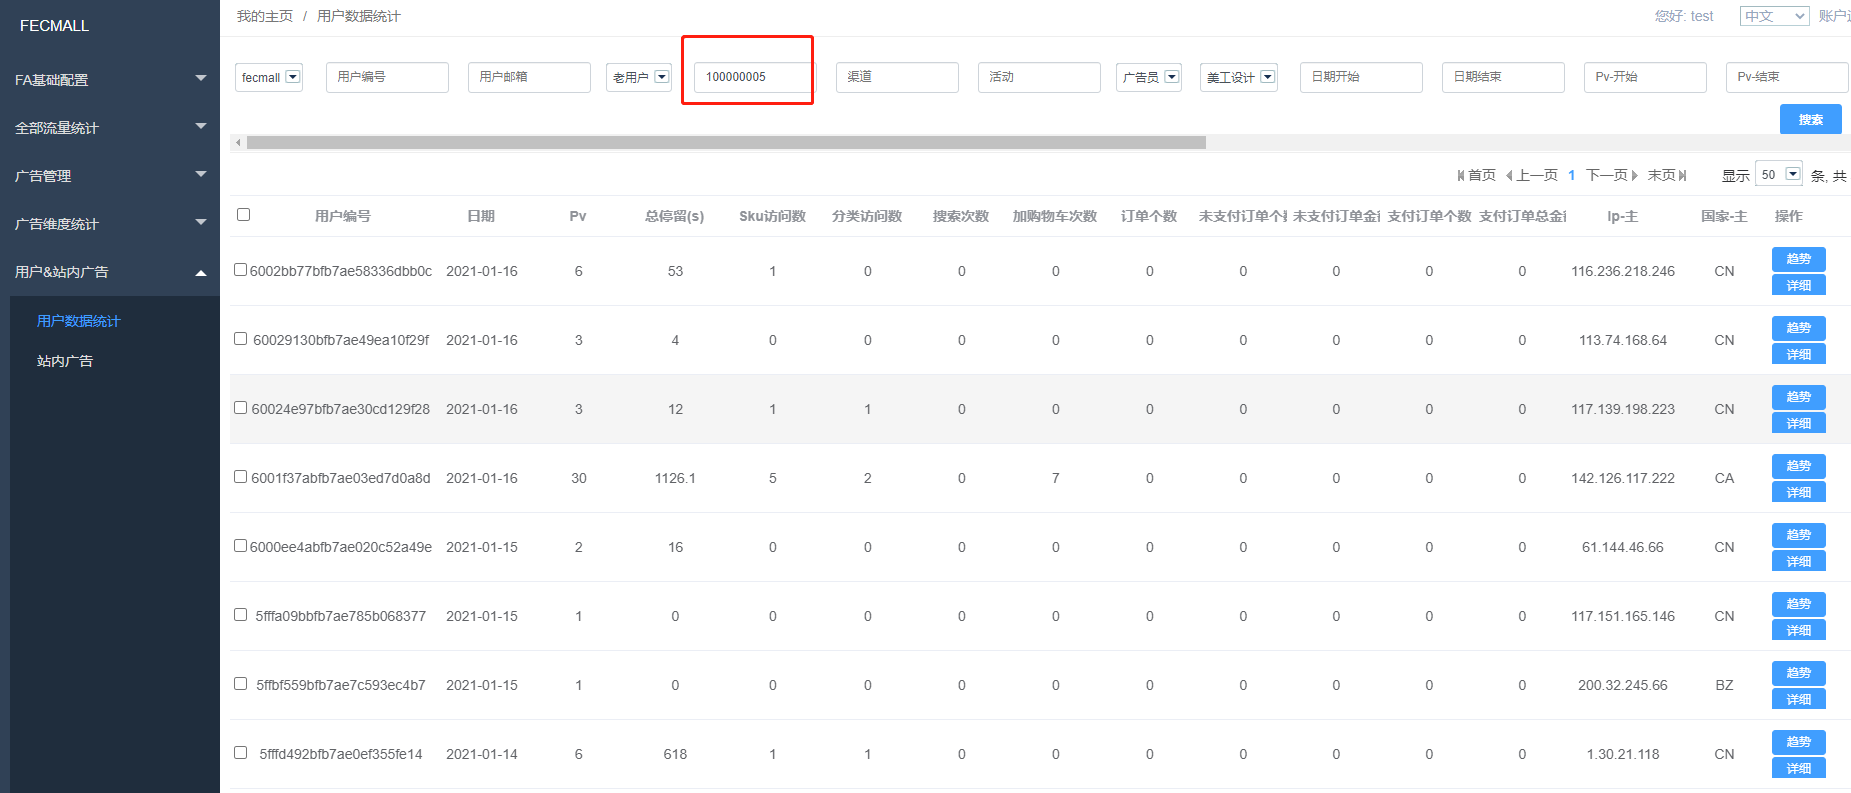 FECMALL
我的主页 / 用户数据统计
您好: test
中文
账户
FA基础配置
全部流量统计
广告管理
广告维度统计
用户&站内广告
用户数据统计
站内广告
fecmall
用户编号
用户邮箱
老用户
100000005
渠道
活动
广告员
美工设计
日期开始
日期结束
Pv-开始
Pv-结束
搜索
首页 上一页 1 下一页 末页
显示 50 条, 共
用户编号 日期 Pv 总停留(s) Sku访问数 分类访问数 搜索次数 加购物车次数 订单个数 未支付订单个 未支付订单金 支付订单个数 支付订单总金 Ip-主 国家-主 操作
6002bb77bfb7ae58336dbb0c 2021-01-16 6 53 1 0 0 0 0 0 0 0 0 116.236.218.246 CN 趋势
详细
60029130bfb7ae49ea10f29f 2021-01-16 3 4 0 0 0 0 0 0 0 0 0 113.74.168.64 CN 趋势
详细
60024e97bfb7ae30cd129f28 2021-01-16 3 12 1 1 0 0 0 0 0 0 0 117.139.198.223 CN 趋势
详细
6001f37abfb7ae03ed7d0a8d 2021-01-16 30 1126.1 5 2 0 7 0 0 0 0 0 142.126.117.222 CA 趋势
详细
6000ee4abfb7ae020c52a49e 2021-01-15 2 16 0 0 0 0 0 0 0 0 0 61.144.46.66 CN 趋势
详细
5fffa09bbfb7ae785b068377 2021-01-15 1 0 0 0 0 0 0 0 0 0 0 117.151.165.146 CN 趋势
详细
5ffbf559bfb7ae7c593ec4b7 2021-01-15 1 0 0 0 0 0 0 0 0 0 0 200.32.245.66 BZ 趋势
详细
5fffd492bfb7ae0ef355fe14 2021-01-14 6 618 1 1 0 0 0 0 0 0 0 1.30.21.118 CN 趋势
详细